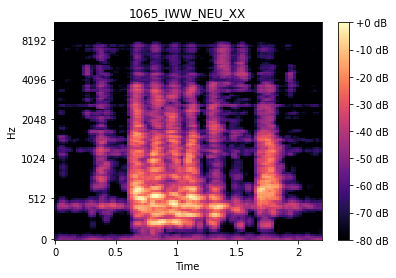 1065_IWW_NEU_XX
+0 dB
8192
-10 dB
4096
-20 dB
-30 dB
2048
Hz
-40 dB
1024
-50 dB
512
-60 dB
-70 dB
0
-80 dB
0 0.5 1 1.5 2
Time